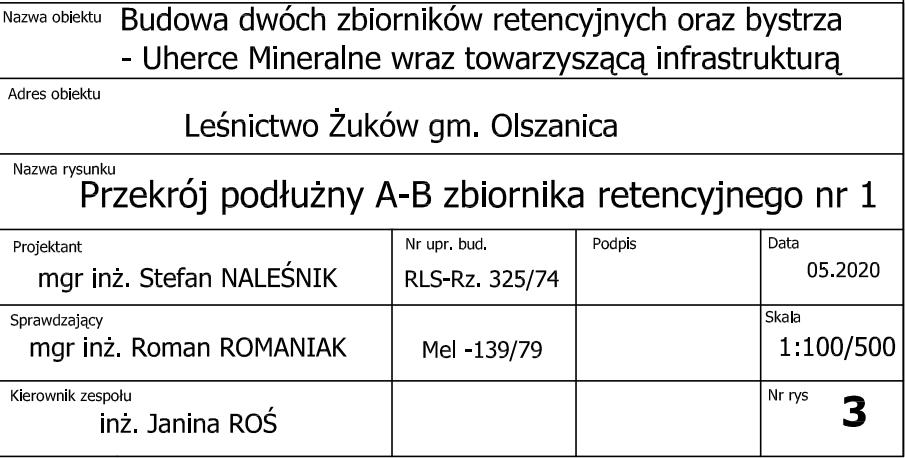 Nazwa obiektu Budowa dwóch zbiorników retencyjnych oraz bystrza
- Uherce Mineralne wraz towarzyszącą infrastrukturą
Adres obiektu
Leśnictwo Żuków gm. Olszanica
Nazwa rysunku
Przekrój podłużny A-B zbiornika retencyjnego nr 1
Projektant Nr upr. bud. Podpis Data
mgr inż. Stefan NALEŚNIK RLS-Rz. 325/74 05.2020
Sprawdzający Skala
mgr inż. Roman ROMANIAK Mel -139/79 1:100/500
Kierownik zespołu Nr rys 3
inż. Janina ROŚ